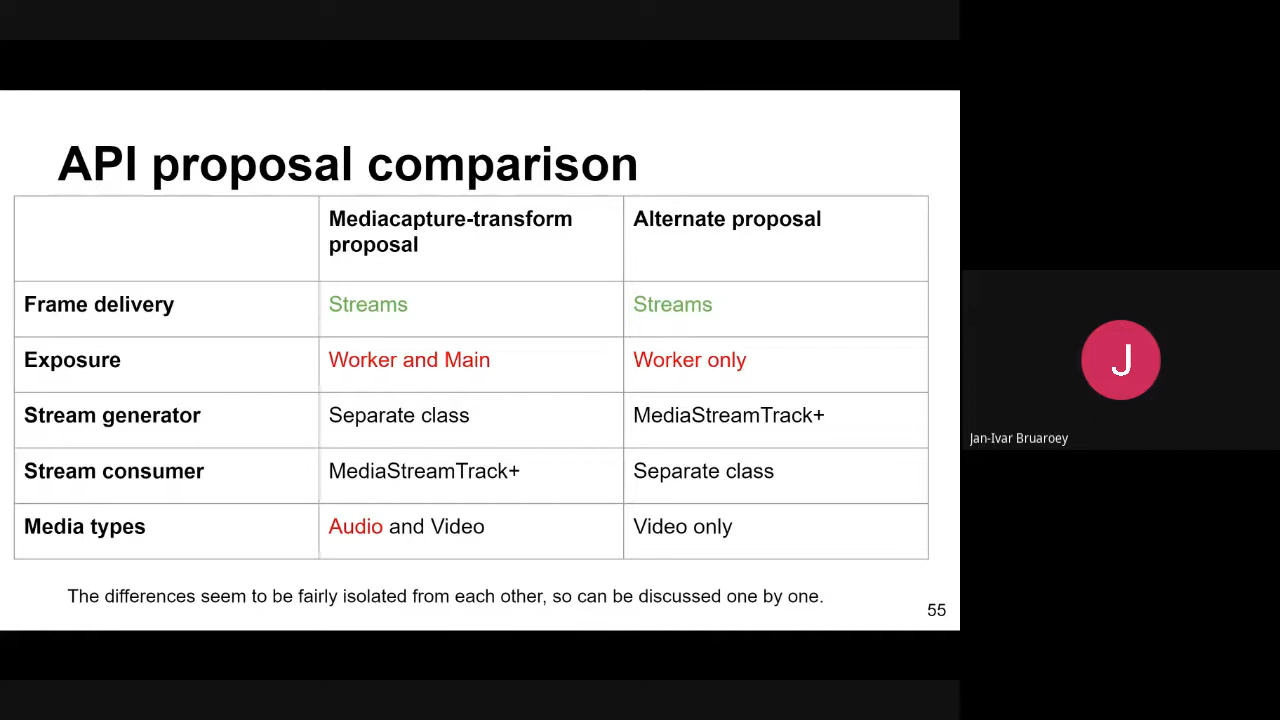 API proposal comparison
Mediacapture-transform proposal Alternate proposal
Frame delivery Streams Streams
Exposure Worker and Main Worker only
Stream generator Separate class MediaStreamTrack+
Stream consumer MediaStreamTrack+ Separate class
Media types Audio and Video Video only
The differences seem to be fairly isolated from each other, so can be discussed one by one.
55
J
Jan-Ivar Bruaroey